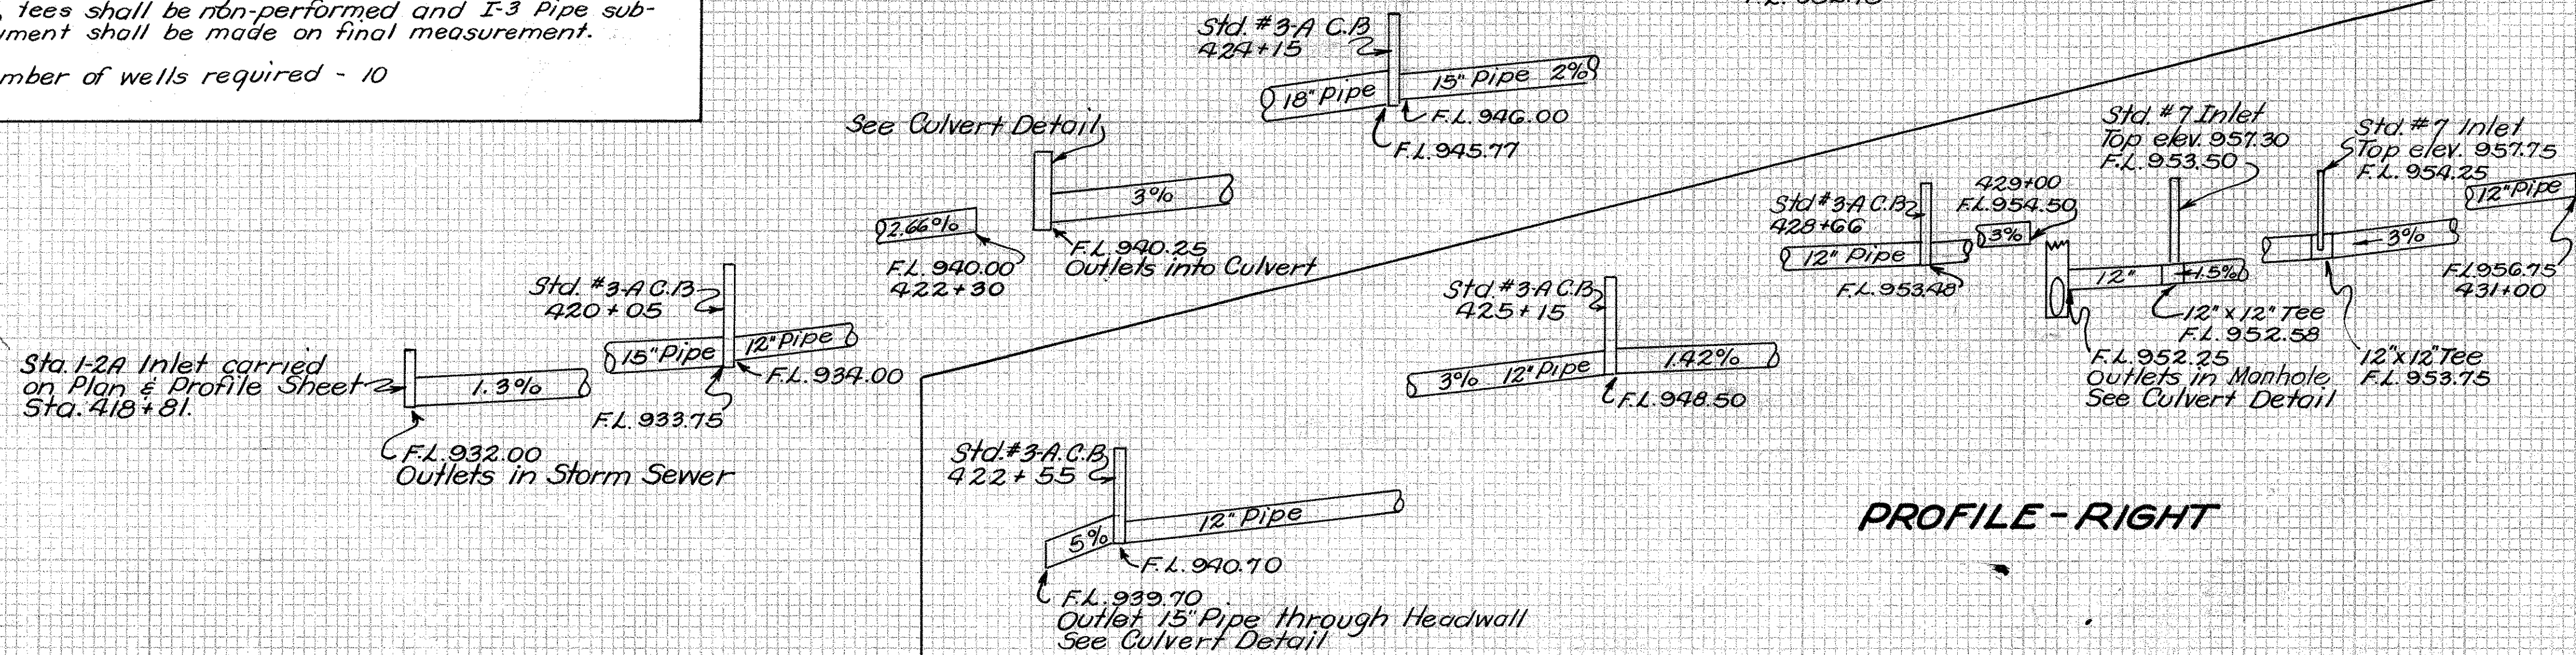 tees shall be non-performed and I-3 Pipe sub-
ment shall be made on final measurement.
mber of wells required - 10
Std. #3-A C.B
424+15
18" Pipe
15" Pipe 2%
F.L. 946.00
F.L. 945.77
See Culvert Detail
2.66%
3%
F.L. 940.00
422+30
F.L. 940.25
Outlets into Culvert
Std. #3-A C.B
420+05
15" Pipe
12" Pipe
F.L. 934.00
F.L. 933.75
Sta. 1-2A Inlet carried
on Plan & Profile Sheet
Sta. 418+81.
1.3%
F.L. 932.00
Outlets in Storm Sewer
Std. #3-A. C.B
422+55
5%
12" Pipe
F.L. 940.70
F.L. 939.70
Outlet 15" Pipe through Headwall
See Culvert Detail
Std. #3-A C.B
425+15
3% 12" Pipe
1.42%
F.L. 948.50
Std #3-A C.B
428+66
12" Pipe
F.L. 953.48
429+00
F.L. 954.50
3%
Std. #7 Inlet
Top elev. 957.30
F.L. 953.50
12"
1.5%
12" x 12" Tee
F.L. 952.58
F.L. 952.25
Outlets in Manhole
See Culvert Detail
Std. #7 Inlet
Top elev. 957.75
F.L. 954.25
3%
12" x 12" Tee
F.L. 953.75
12" Pipe
F.L. 956.75
431+00
PROFILE - RIGHT